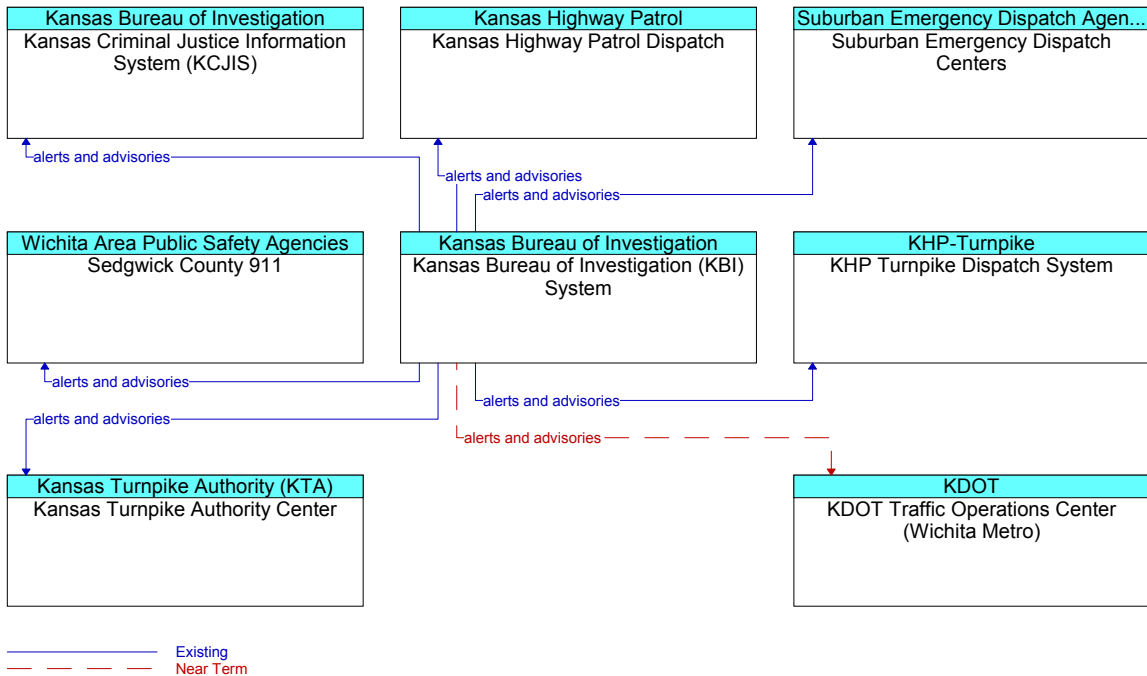 Kansas Bureau of Investigation
Kansas Criminal Justice Information
System (KCJIS)
Kansas Highway Patrol
Kansas Highway Patrol Dispatch
Suburban Emergency Dispatch Agen...
Suburban Emergency Dispatch
Centers
alerts and advisories
alerts and advisories
alerts and advisories
Wichita Area Public Safety Agencies
Sedgwick County 911
Kansas Bureau of Investigation
Kansas Bureau of Investigation (KBI)
System
KHP-Turnpike
KHP Turnpike Dispatch System
alerts and advisories
alerts and advisories
alerts and advisories
alerts and advisories
Kansas Turnpike Authority (KTA)
Kansas Turnpike Authority Center
KDOT
KDOT Traffic Operations Center
(Wichita Metro)
Existing
Near Term